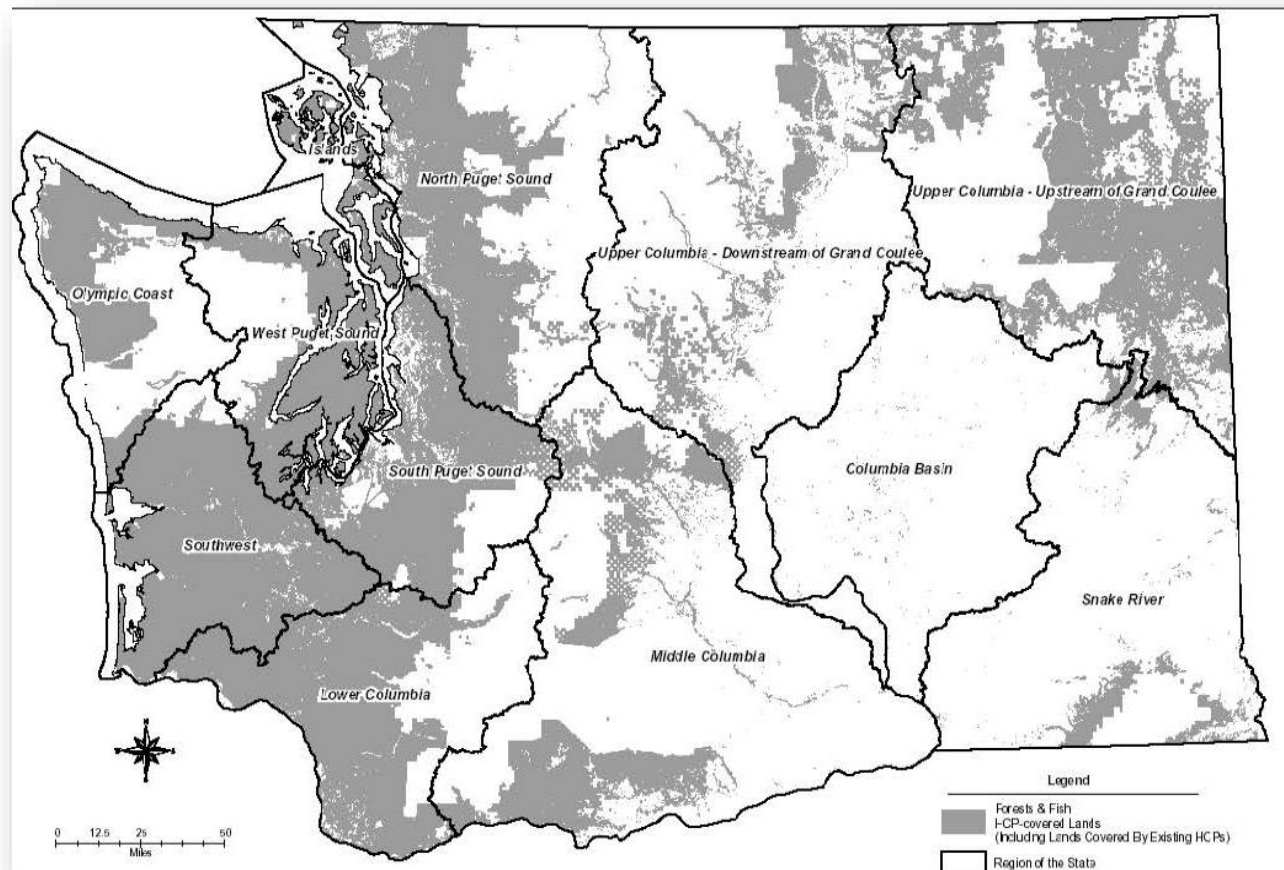 Islands
North Puget Sound
Upper Columbia - Upstream of Grand Coulee
Upper Columbia - Downstream of Grand Coulee
Olympic Coast
West Puget Sound
South Puget Sound
Columbia Basin
Southwest
Snake River
Middle Columbia
Lower Columbia
N
0 12.5 25 50
Miles
Legend
Forests & Fish
HCP-covered Lands
(Including Lands Covered By Existing HCPs)
Region of the State